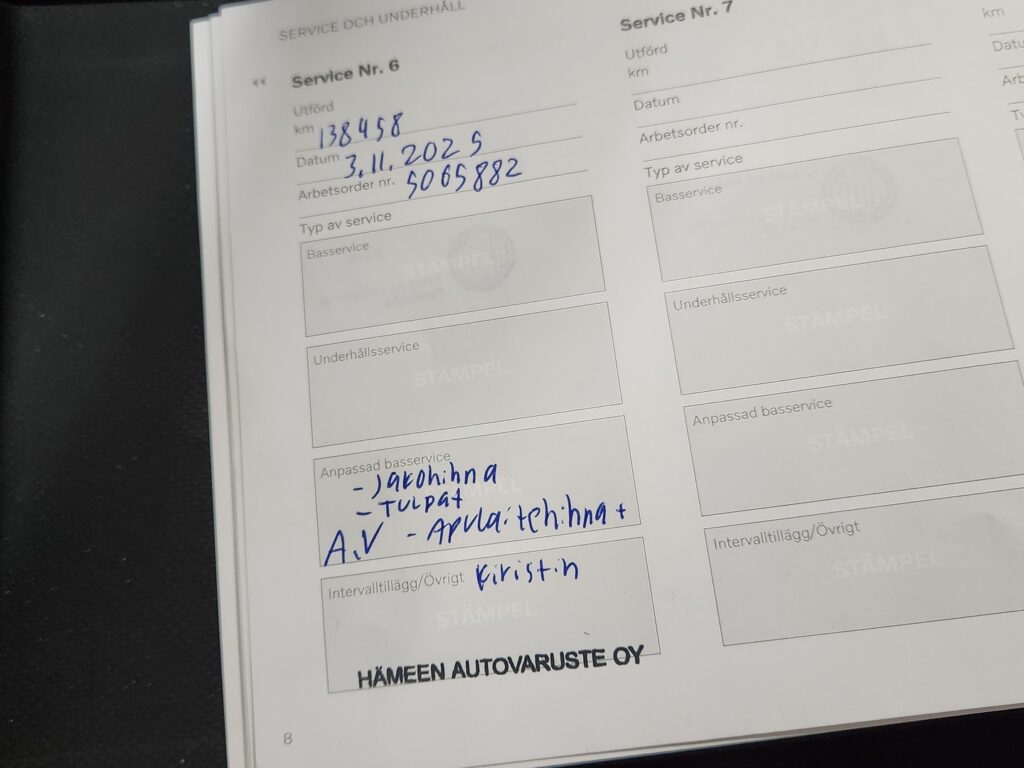 SERVICE OCH UNDERHÅLL
Service Nr. 6
Utförd
km 138458
Datum 3.11.2025
Arbetsorder nr. 5065882
Typ av service
Basservice
STÄMPEL
Underhållsservice
STÄMPEL
Anpassad basservice
- Jakohihna
- TULPAT
A.V - Apulaitehihnat
Intervalltillägg/Övrigt Kiristin
STÄMPEL
HÄMEEN AUTOVARUSTE OY
8
Service Nr. 7
Utförd
km
Datum
Arbetsorder nr.
Typ av service
Basservice
STÄMPEL
Underhållsservice
STÄMPEL
Anpassad basservice
STÄMPEL
Intervalltillägg/Övrigt
STÄMPEL
km